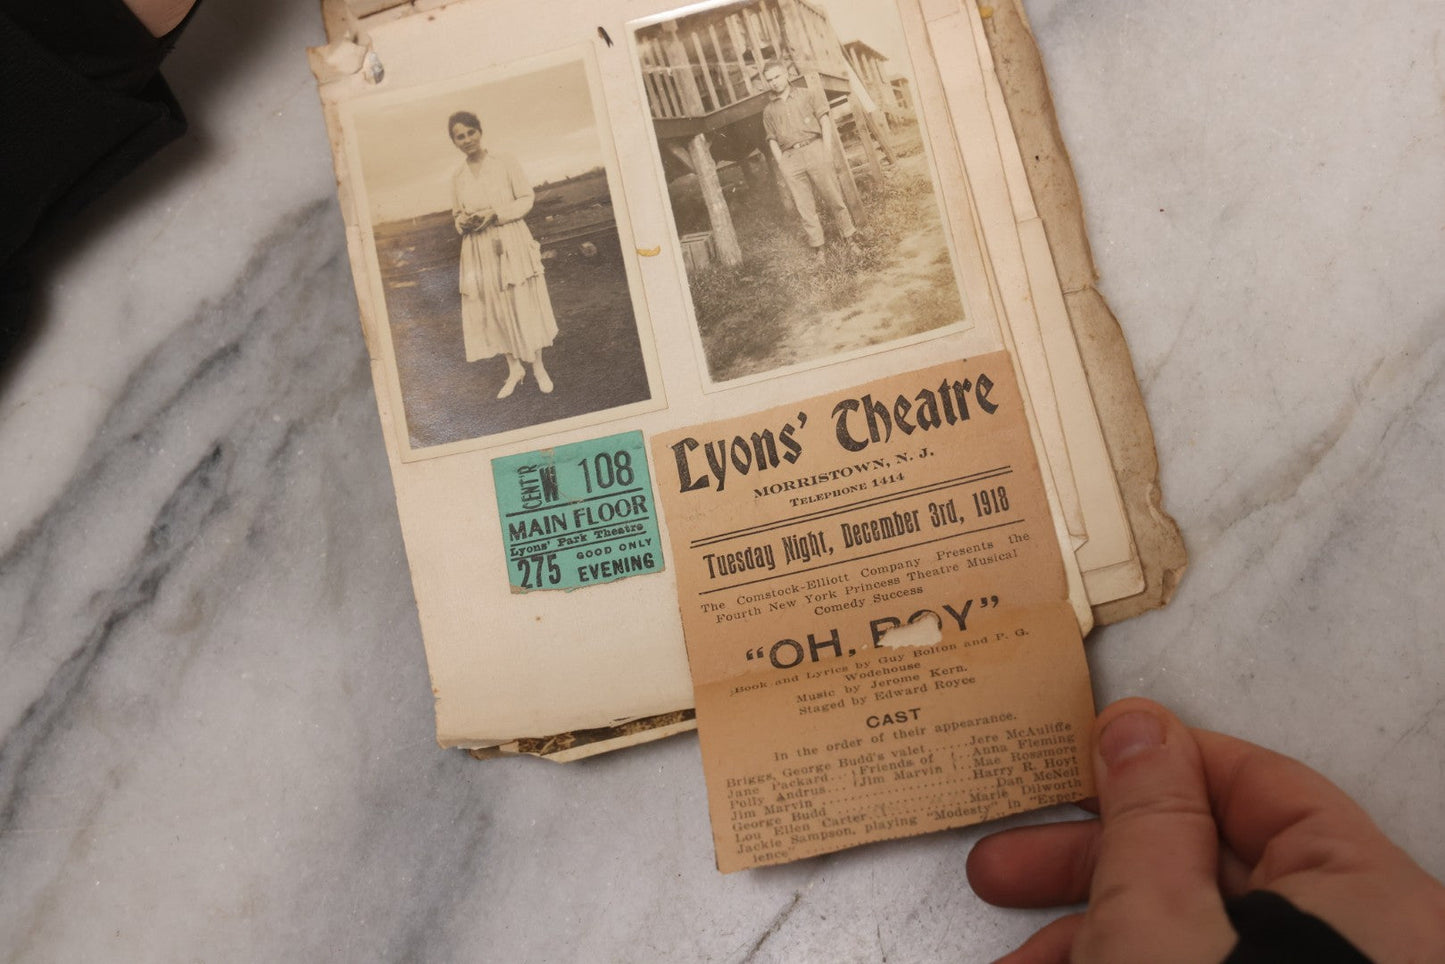 CENT'R W 108
MAIN FLOOR
Lyons' Park Theatre
275 GOOD ONLY
EVENING
Lyons' Theatre
MORRISTOWN, N. J.
TELEPHONE 1414
Tuesday Night, December 3rd, 1918
The Comstock-Elliott Company Presents the
Fourth New York Princess Theatre Musical
Comedy Success
"OH, BOY"
Book and Lyrics by Guy Bolton and P. G.
Wodehouse
Music by Jerome Kern.
Staged by Edward Royce
CAST
In the order of their appearance.
Briggs, George Budd's valet.......Jere McAuliffe
Jane Packard...}Friends of {..Anna Fleming
Polly Andrus...}Jim Marvin {..Mae Rossmore
Jim Marvin ....................Harry R. Hoyt
George Budd ....................Dan McNeil
Lou Ellen Carter...............Marie Dilworth
Jackie Sampson, playing "Modesty" in "Exper-
ience"